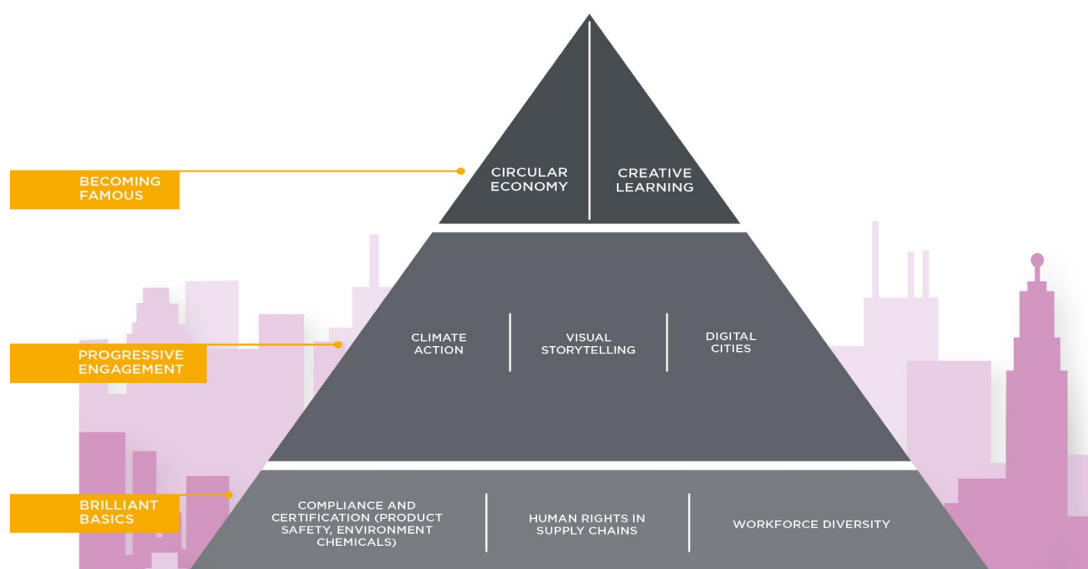 BECOMING
FAMOUS
CIRCULAR
ECONOMY
CREATIVE
LEARNING
PROGRESSIVE
ENGAGEMENT
CLIMATE
ACTION
VISUAL
STORYTELLING
DIGITAL
CITIES
BRILLIANT
BASICS
COMPLIANCE AND
CERTIFICATION (PRODUCT
SAFETY, ENVIRONMENT
CHEMICALS)
HUMAN RIGHTS IN
SUPPLY CHAINS
WORKFORCE DIVERSITY